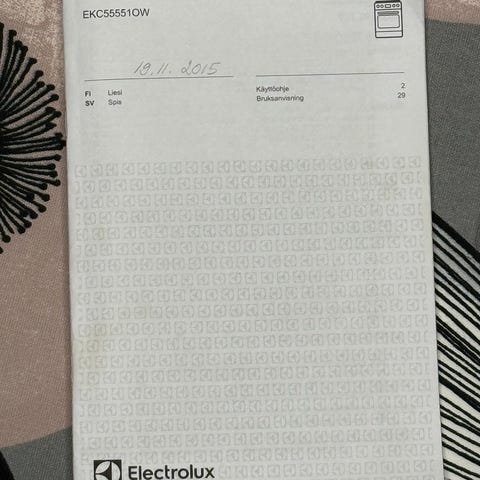 EKC55551OW
19.11.2015
FI Liesi Käyttöohje 2
SV Spis Bruksanvisning 29
Electrolux